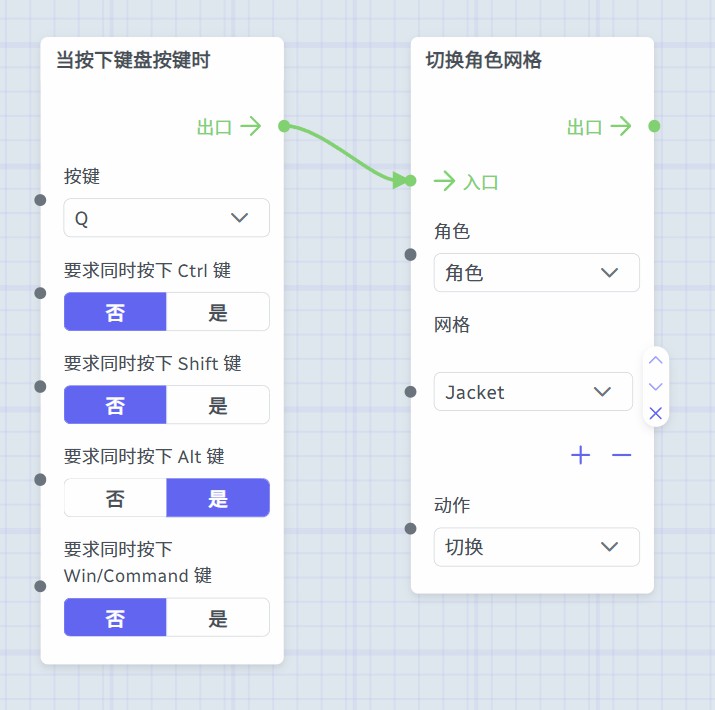 当按下键盘按键时
出口
按键
Q
要求同时按下 Ctrl 键
否 是
要求同时按下 Shift 键
否 是
要求同时按下 Alt 键
否 是
要求同时按下
Win/Command 键
否 是
切换角色网格
出口
入口
角色
角色
网格
Jacket
动作
切换